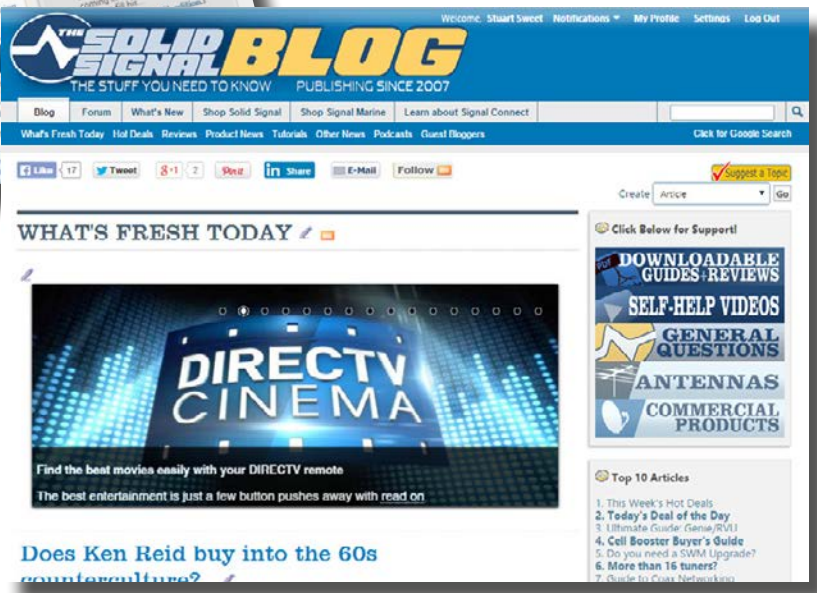 Welcome, Stuart Sweet Notifications My Profile Settings Log Out
THE SOLID SIGNAL BLOG
THE STUFF YOU NEED TO KNOW PUBLISHING SINCE 2007
Blog Forum What's New Shop Solid Signal Shop Signal Marine Learn about Signal Connect
What's Fresh Today Hot Deals Reviews Product News Tutorials Other News Podcasts Guest Bloggers Click for Google Search
Like 17 Tweet g+1 2 Pin it in Share E-Mail Follow
Suggest a Topic
Create Article Go
WHAT'S FRESH TODAY
DIRECTV
CINEMA
Find the best movies easily with your DIRECTV remote
The best entertainment is just a few button pushes away with read on
Does Ken Reid buy into the 60s
counterculture?
Click Below for Support!
PDF DOWNLOADABLE
GUIDES+REVIEWS
SELF-HELP VIDEOS
GENERAL
QUESTIONS
ANTENNAS
COMMERCIAL
PRODUCTS
Top 10 Articles
1. This Week's Hot Deals
2. Today's Deal of the Day
3. Ultimate Guide: Genie/RVU
4. Cell Booster Buyer's Guide
5. Do you need a SWM Upgrade?
6. More than 16 tuners?
7. Guide to Coax Networking